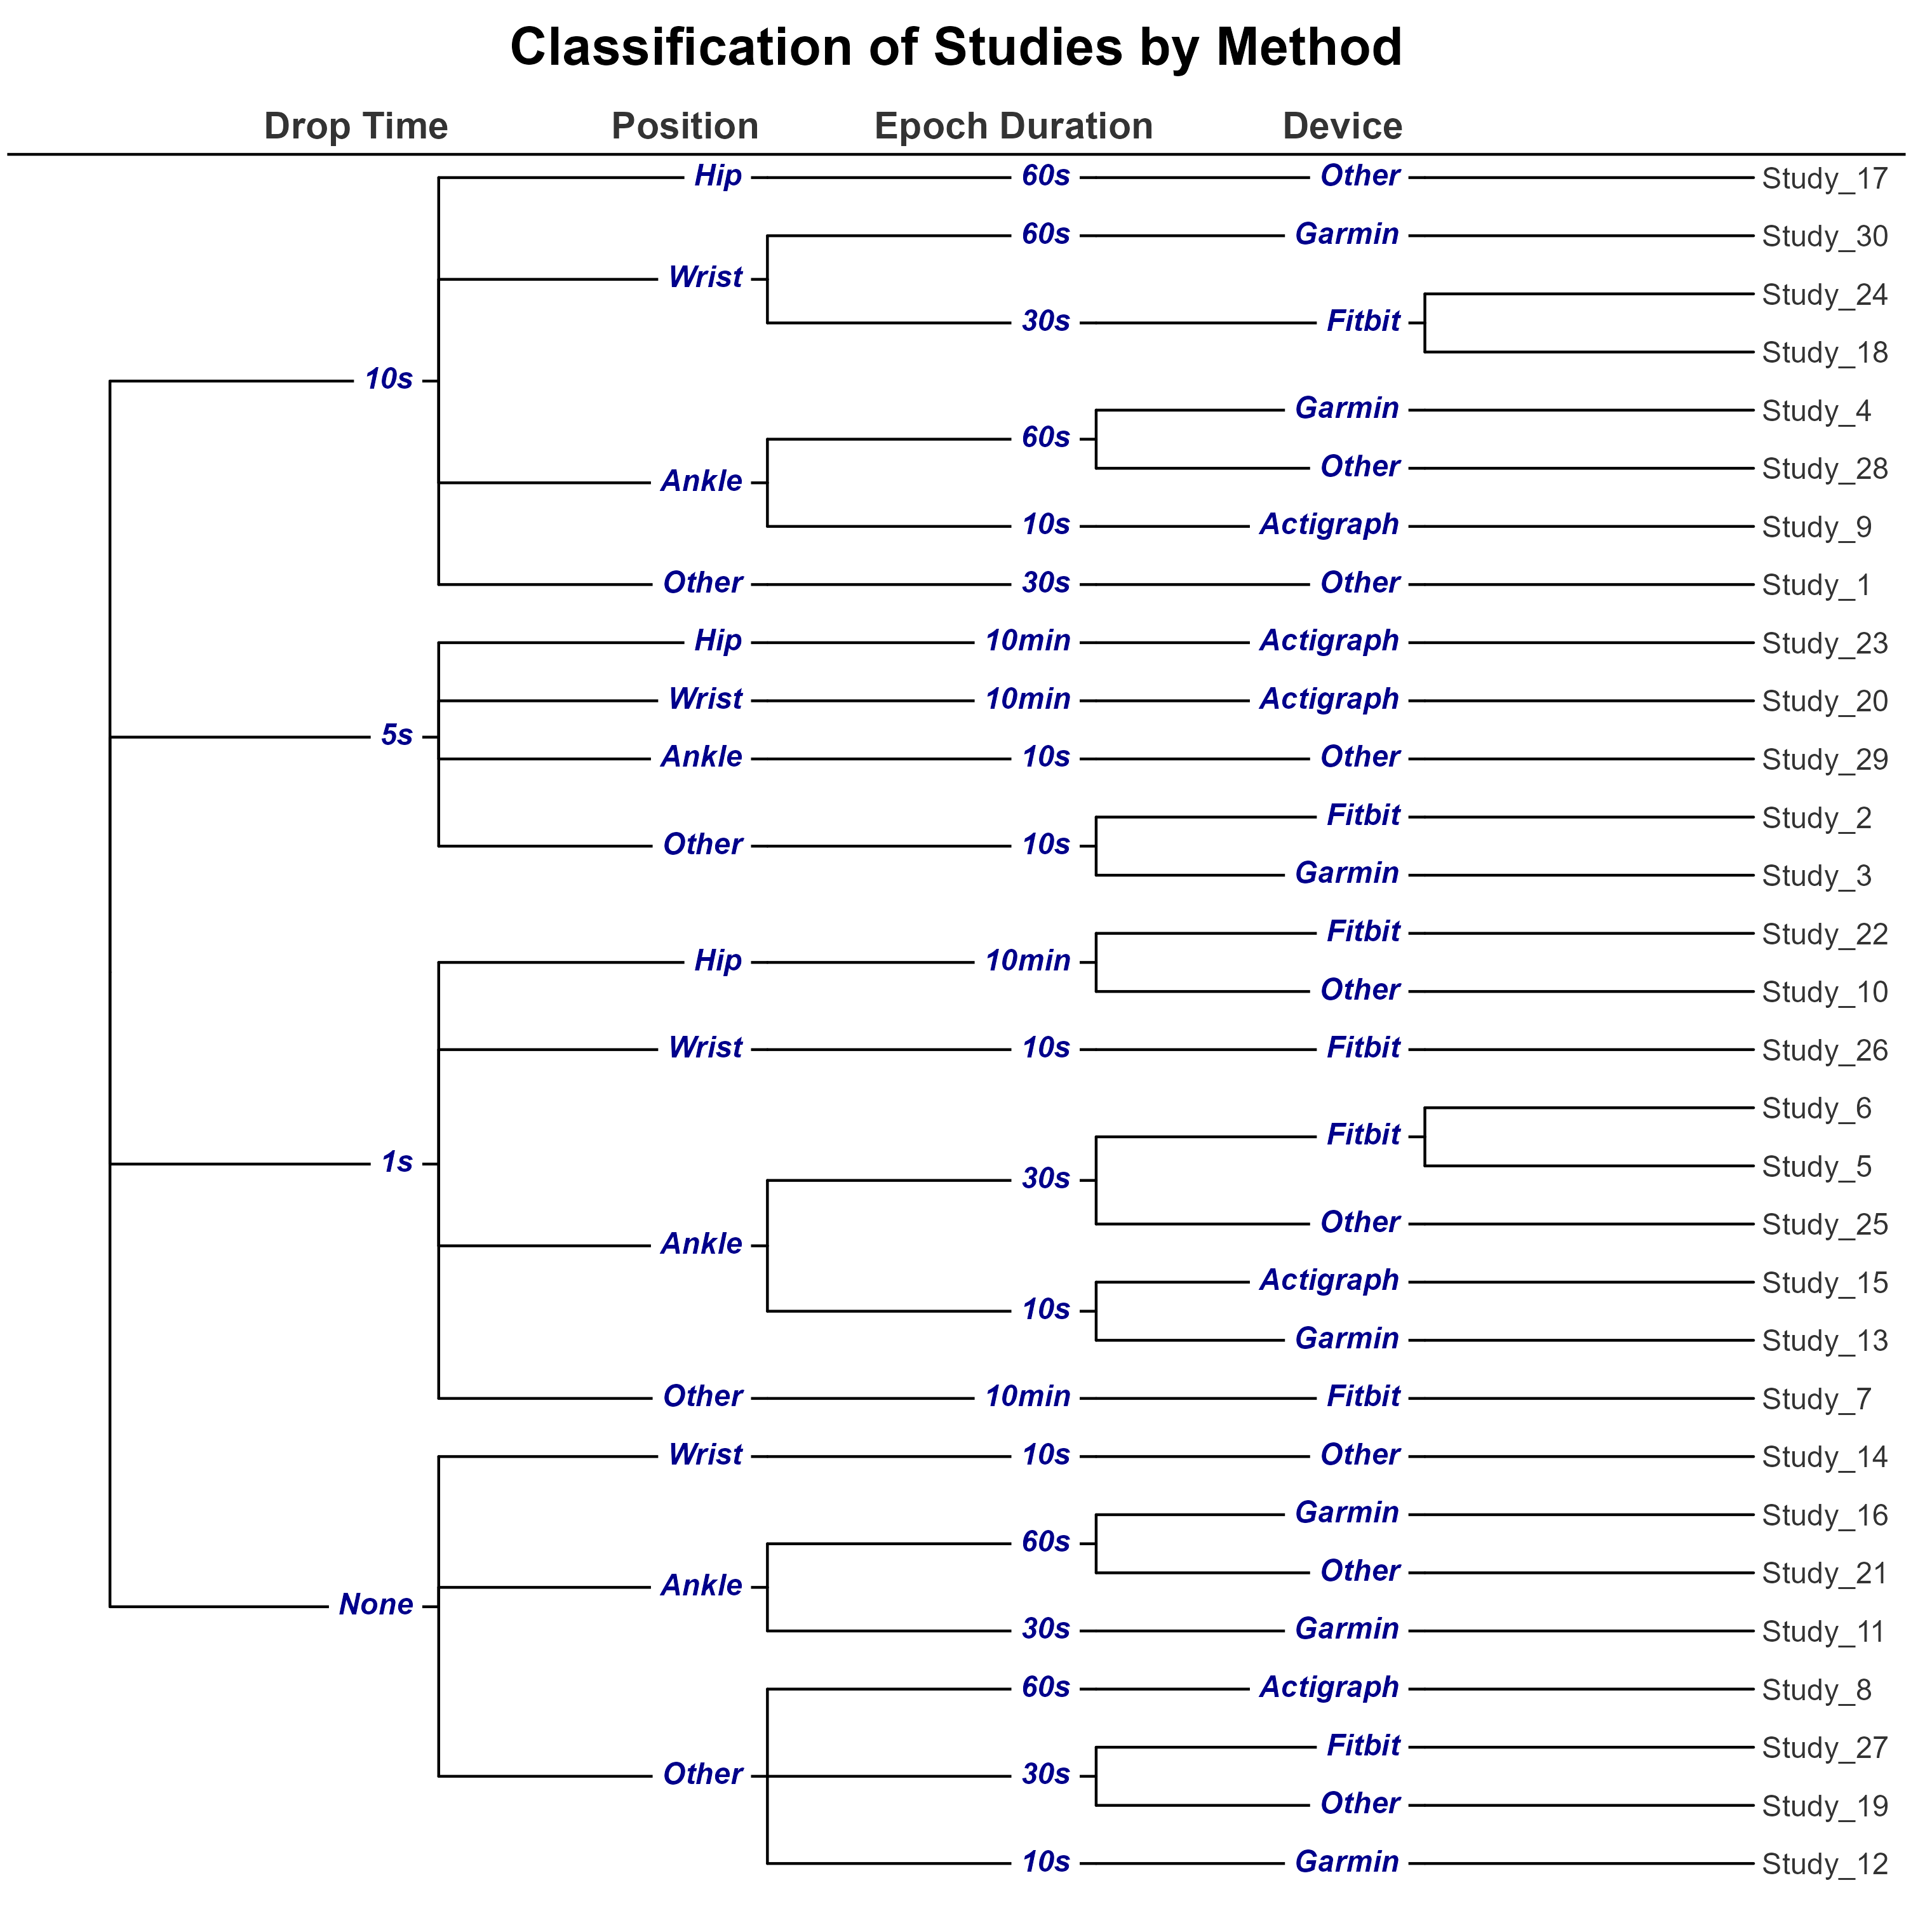 Classification of Studies by Method
Drop Time Position Epoch Duration Device
Hip 60s Other Study_17
60s Garmin Study_30
Wrist
Study_24
30s Fitbit
Study_18
10s
Garmin Study_4
60s
Other Study_28
Ankle
10s Actigraph Study_9
Other 30s Other Study_1
Hip 10min Actigraph Study_23
Wrist 10min Actigraph Study_20
5s
Ankle 10s Other Study_29
Fitbit Study_2
Other 10s
Garmin Study_3
Fitbit Study_22
Hip 10min
Other Study_10
Wrist 10s Fitbit Study_26
Study_6
Fitbit
1s
Study_5
30s
Other Study_25
Ankle
Actigraph Study_15
10s
Garmin Study_13
Other 10min Fitbit Study_7
Wrist 10s Other Study_14
Garmin Study_16
60s
Other Study_21
Ankle
None
30s Garmin Study_11
60s Actigraph Study_8
Fitbit Study_27
Other 30s
Other Study_19
10s Garmin Study_12